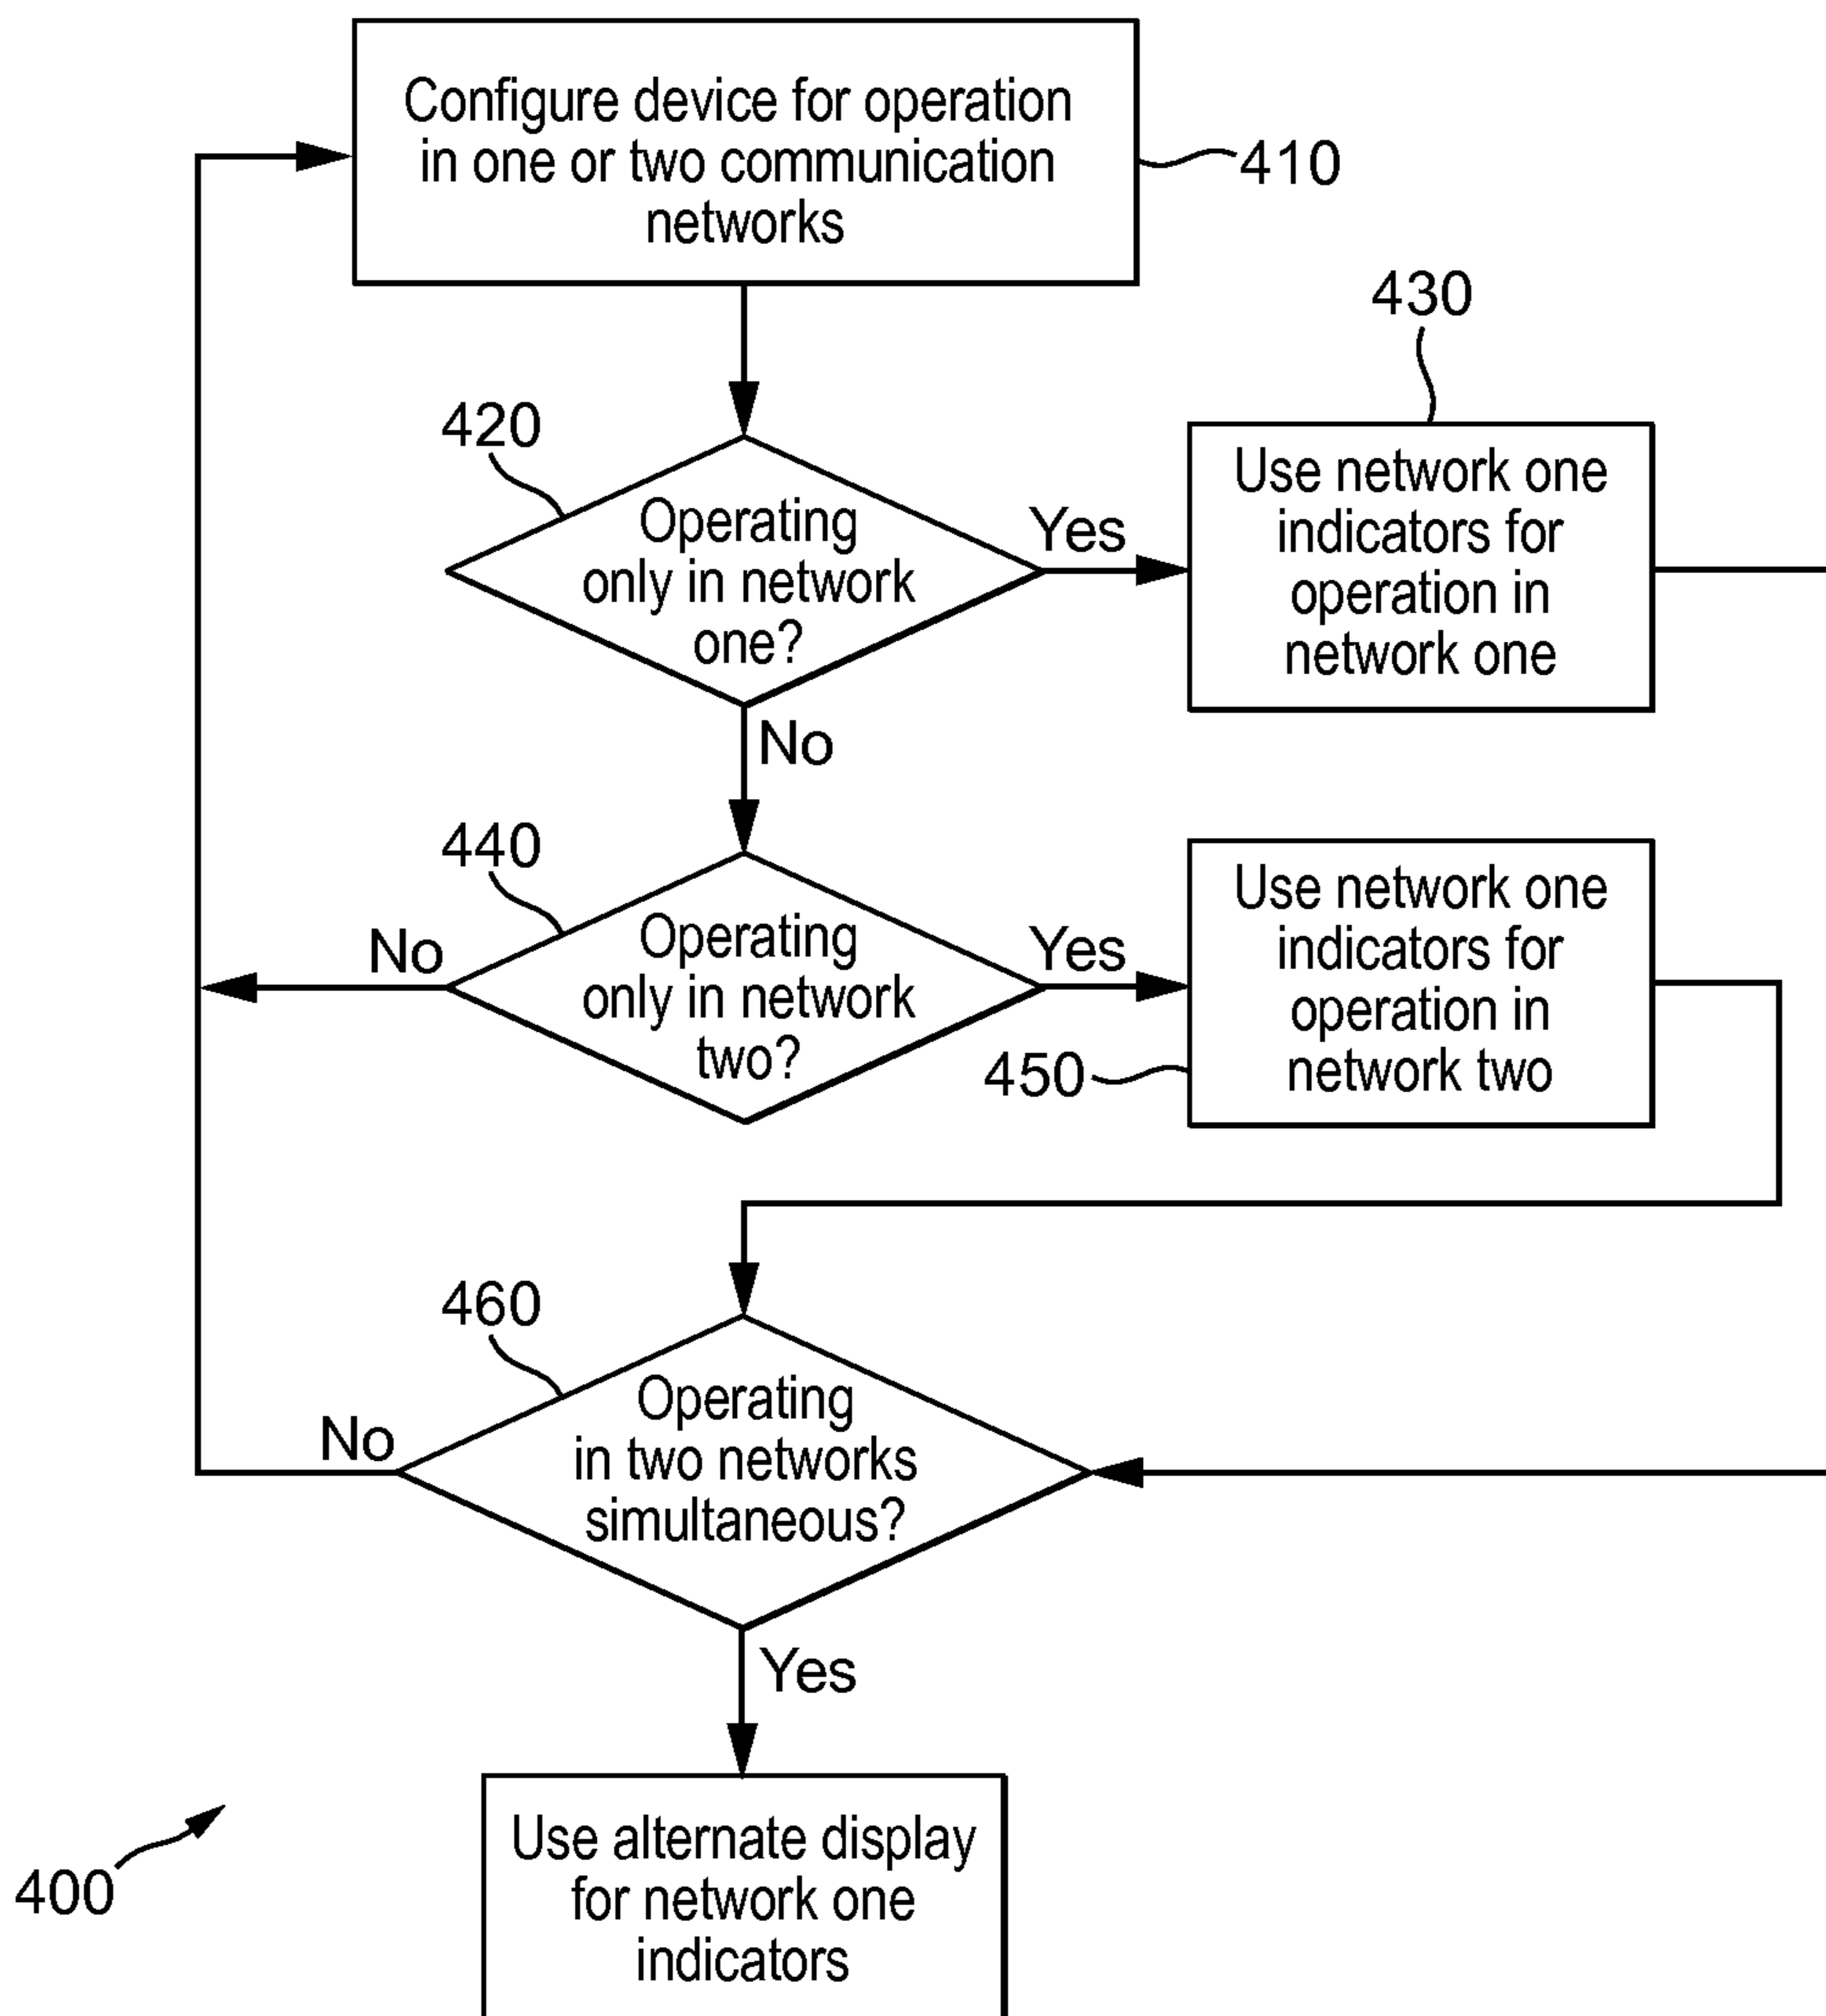 Configure device for operation
in one or two communication
networks
410
420
Operating
only in network
one?
Yes
430
Use network one
indicators for
operation in
network one
No
440
Operating
only in network
two?
No
Yes
450
Use network one
indicators for
operation in
network two
460
Operating
in two networks
simultaneous?
No
Yes
Use alternate display
for network one
indicators
400